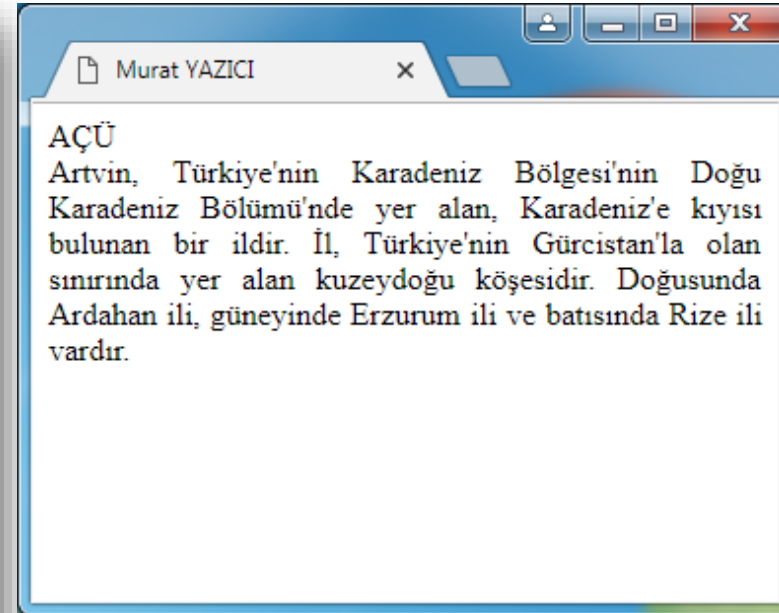 Murat YAZICI
AÇÜ
Artvin, Türkiye'nin Karadeniz Bölgesi'nin Doğu
Karadeniz Bölümü'nde yer alan, Karadeniz'e kıyısı
bulunan bir ildir. İl, Türkiye'nin Gürcistan'la olan
sınırında yer alan kuzeydoğu köşesidir. Doğusunda
Ardahan ili, güneyinde Erzurum ili ve batısında Rize ili
vardır.